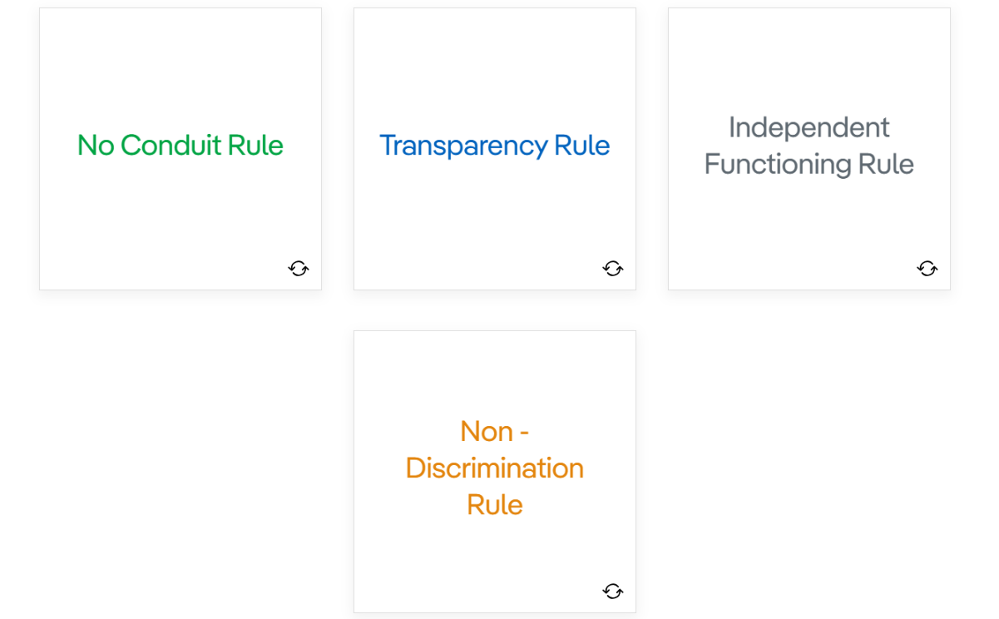 No Conduit Rule
Transparency Rule
Independent
Functioning Rule
Non -
Discrimination
Rule